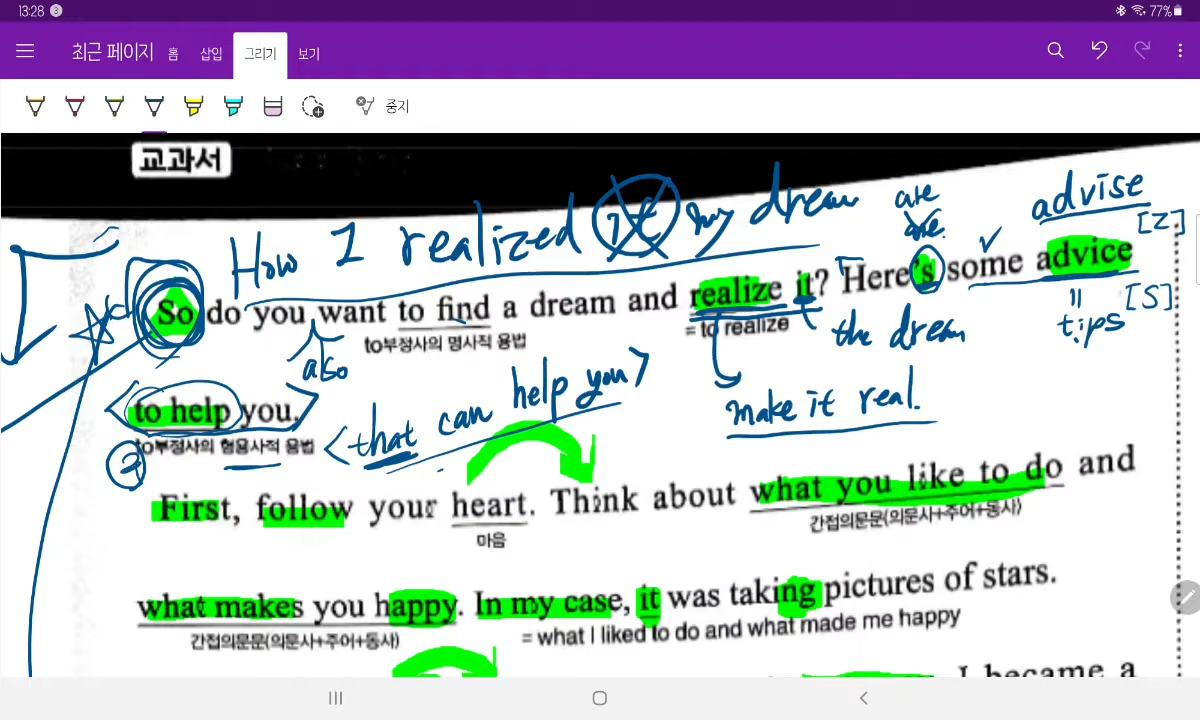 13:28
77%
최근 페이지 홈 삽입 그리기 보기
중지
교과서
How I realized it my dream
are
are
advise
[Z]
So do you want to find a dream and realize it? Here's some advice
to부정사의 명사적 용법
= to realize
the dream
=
tips
[S]
also
<that can help you>
make it real.
<to help you.>
to부정사의 형용사적 용법
First, follow your heart. Think about what you like to do and
마음
간접의문문(의문사+주어+동사)
what makes you happy. In my case, it was taking pictures of stars.
간접의문문(의문사+주어+동사)
= what I liked to do and what made me happy
I became a